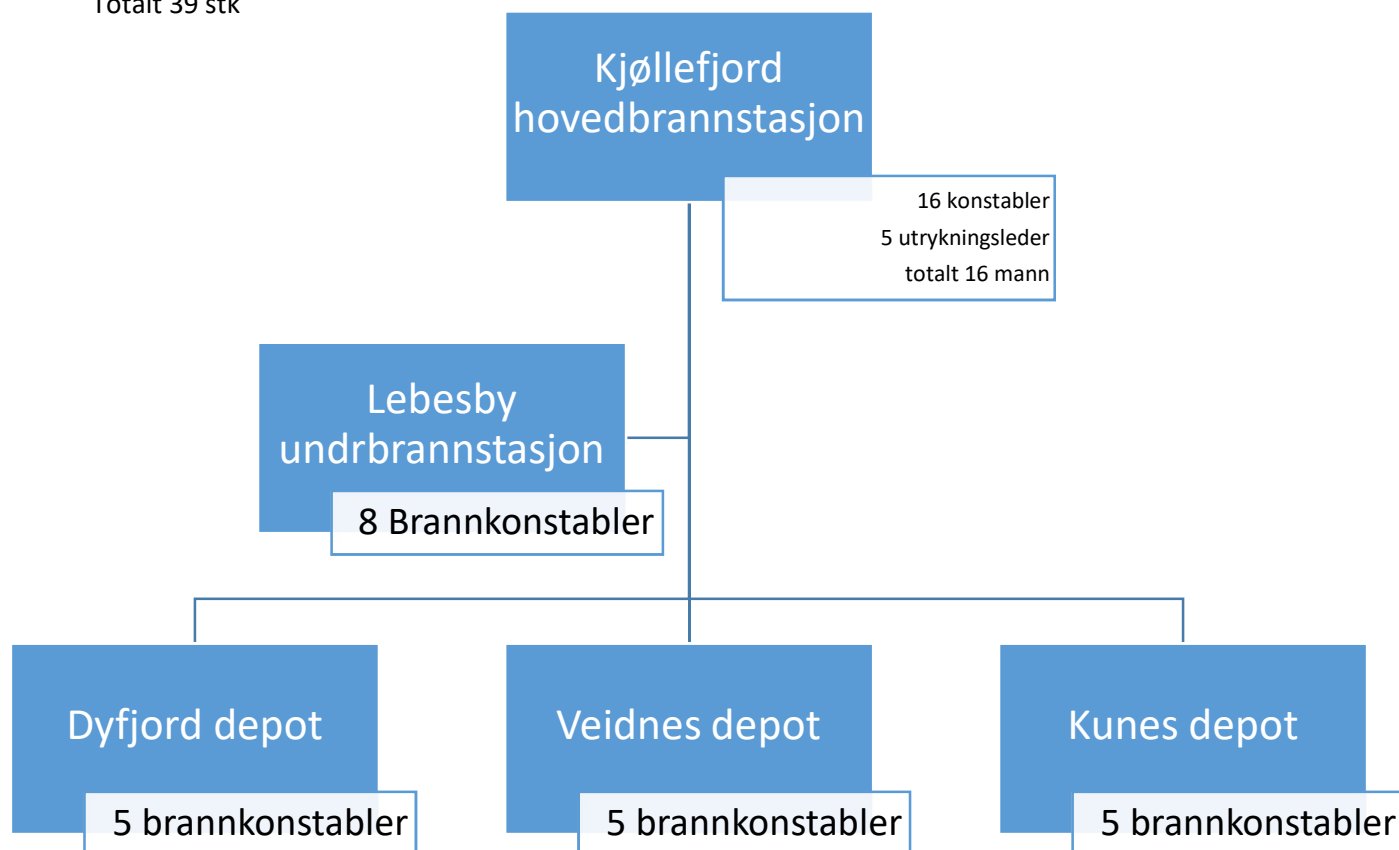 Totalt 39 stk
Kjøllefjord
hovedbrannstasjon
16 konstabler
5 utrykningsleder
totalt 16 mann
Lebesby
undrbrannstasjon
8 Brannkonstabler
Dyfjord depot
5 brannkonstabler
Veidnes depot
5 brannkonstabler
Kunes depot
5 brannkonstabler